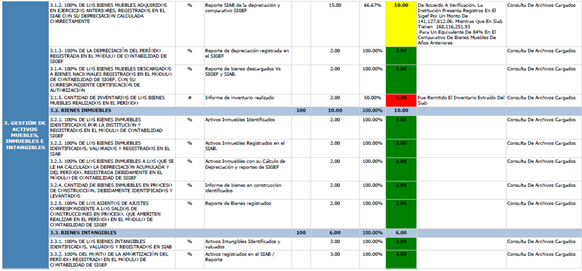 3.1.2. 100% DE LOS BIENES MUEBLES ADQUIRIDOS EN EJERCICIOS ANTERIORES, REGISTRADOS EN EL SIAB CON SU DEPRECIACIÓN CALCULADA CORRECTAMENTE
% Reporte SIAB de la depreciación y comparativo SIGEF 15.00 66.67% 10.00
De Acuerdo A Verificación, La Institución Presenta Registros En El Sigef Por Un Monto De 141,127,612.06, Mientras Que En Siab Tienen 168,116,251.93 Para Un Equivalente De 84% En El Comparativo De Bienes Muebles De Años Anteriores
Consulta De Archivos Cargados
3.1.3. 100% DE LA DEPRECIACIÓN DEL PERÍODO REGISTRADA EN EL MÓDULO DE CONTABILIDAD DE SIGEF
% Reporte de depreciación registrada en el SIGEF 2.00 100.00% 2.00 Consulta De Archivos Cargados
3.1.4. 100% DE LOS BIENES MUEBLES DESCARGADOS A BIENES NACIONALES REGISTRADOS EN EL MÓDULO DE CONTABILIDAD DE SIGEF, CON SU CORRESPONDIENTE CERTIFICACIÓN DE AUTORIZACIÓN
% Reporte de bienes descargados Vs SIGEF y SIAB. 2.00 100.00% 2.00 Consulta De Archivos Cargados
3.1.5. CANTIDAD DE INVENTARIOS DE LOS BIENES MUEBLES REALIZADOS EN EL PERÍODO
# Informe de inventario realizado 2.00 50.00% 1.00 Fue Remitido El Inventario Extraído Del Siab Consulta De Archivos Cargados
3. GESTIÓN DE ACTIVOS MUEBLES, INMUEBLES E INTANGIBLES
3.2. BIENES INMUEBLES 100 10.00 100.00% 10.00
3.2.1. 100% DE LOS BIENES INMUEBLES IDENTIFICADOS POR LA INSTITUCIÓN Y REGISTRADOS EN EL MÓDULO DE CONTABILIDAD SIGEF
% Activos Inmuebles Identificados 2.00 100.00% 2.00 Consulta De Archivos Cargados
3.2.2. 100% DE LOS BIENES INMUEBLES IDENTIFICADOS, VALUADOS Y REGISTRADOS EN EL SIAB
% Activos Inmuebles Registrados en el SIAB. 2.00 100.00% 2.00 Consulta De Archivos Cargados
3.2.3. 100% DE LOS BIENES INMUEBLES A LOS QUE SE LE HA CALCULADO LA DEPRECIACIÓN ACUMULADA Y DEL PERÍODO, REGISTRADA DEBIDAMENTE EN EL MÓDULO DE CONTABILIDAD DE SIGEF
% Activos Inmuebles con su Cálculo de Depreciación y reportes de SIGEF 2.00 100.00% 2.00 Consulta De Archivos Cargados
3.2.4. CANTIDAD DE BIENES INMUEBLES EN PROCESO DE CONSTRUCCIÓN, DEBIDAMENTE IDENTIFICADOS Y LEVANTADOS
% Informe de bienes en construcción identificados 2.00 100.00% 2.00 Consulta De Archivos Cargados
3.2.5. 100% DE LOS ASIENTOS DE AJUSTES CORRESPONDIENTE A LOS SALDOS DE CONSTRUCCIONES EN PROCESO, QUE AMERITEN REALIZAR EN EL PERÍODO EN EL MÓDULO DE CONTABILIDAD DE SIGEF
% Reporte de Bienes registrados 2.00 100.00% 2.00 Consulta De Archivos Cargados
3.3. BIENES INTANGIBLES 100 6.00 100.00% 6.00
3.3.1. 100% DE LOS BIENES INTANGIBLES IDENTIFICADOS, VALUADOS Y REGISTRADOS EN SIAB
% Activos Intangibles Identificados y valuados 3.00 100.00% 3.00 Consulta De Archivos Cargados
3.3.2. 100% DEL MONTO DE LA AMORTIZACIÓN DEL PERÍODO REGISTRADO EN EL MÓDULO DE CONTABILIDAD DE SIGEF
% Activos registrados en el SIAB / Reporte 3.00 100.00% 3.00 Consulta De Archivos Cargados